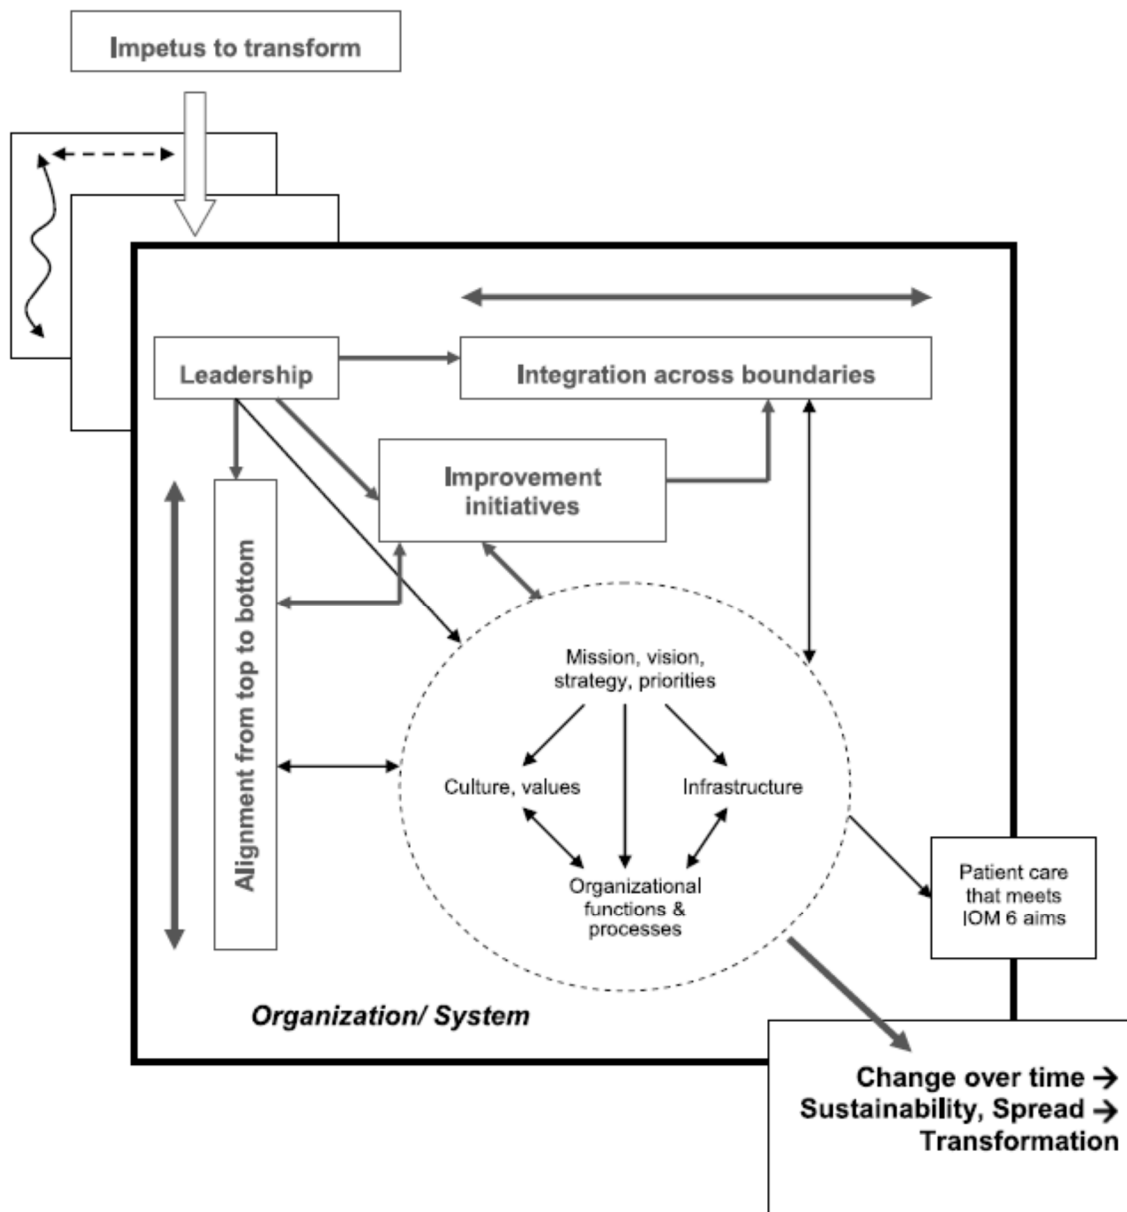 Impetus to transform
Leadership
Integration across boundaries
Improvement
initiatives
Alignment from top to bottom
Mission, vision,
strategy, priorities
Culture, values
Infrastructure
Organizational
functions &
processes
Patient care
that meets
IOM 6 aims
Organization/ System
Change over time →
Sustainability, Spread →
Transformation